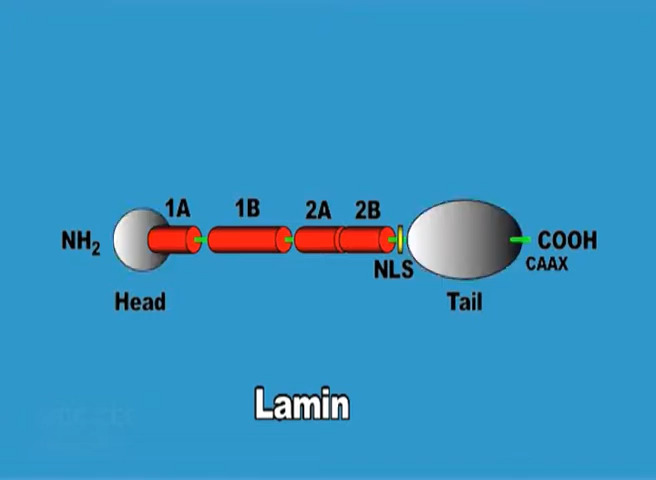 1A 1B 2A 2B
NH₂ COOH
NLS CAAX
Head Tail
Lamin